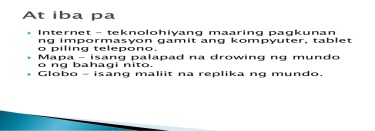 At iba pa
Internet – teknolohiyang maaring pagkunan
ng impormasyon gamit ang kompyuter, tablet
o piling telepono.
Mapa – isang palapad na drowing ng mundo
o ng bahagi nito.
Globo – isang maliit na replika ng mundo.